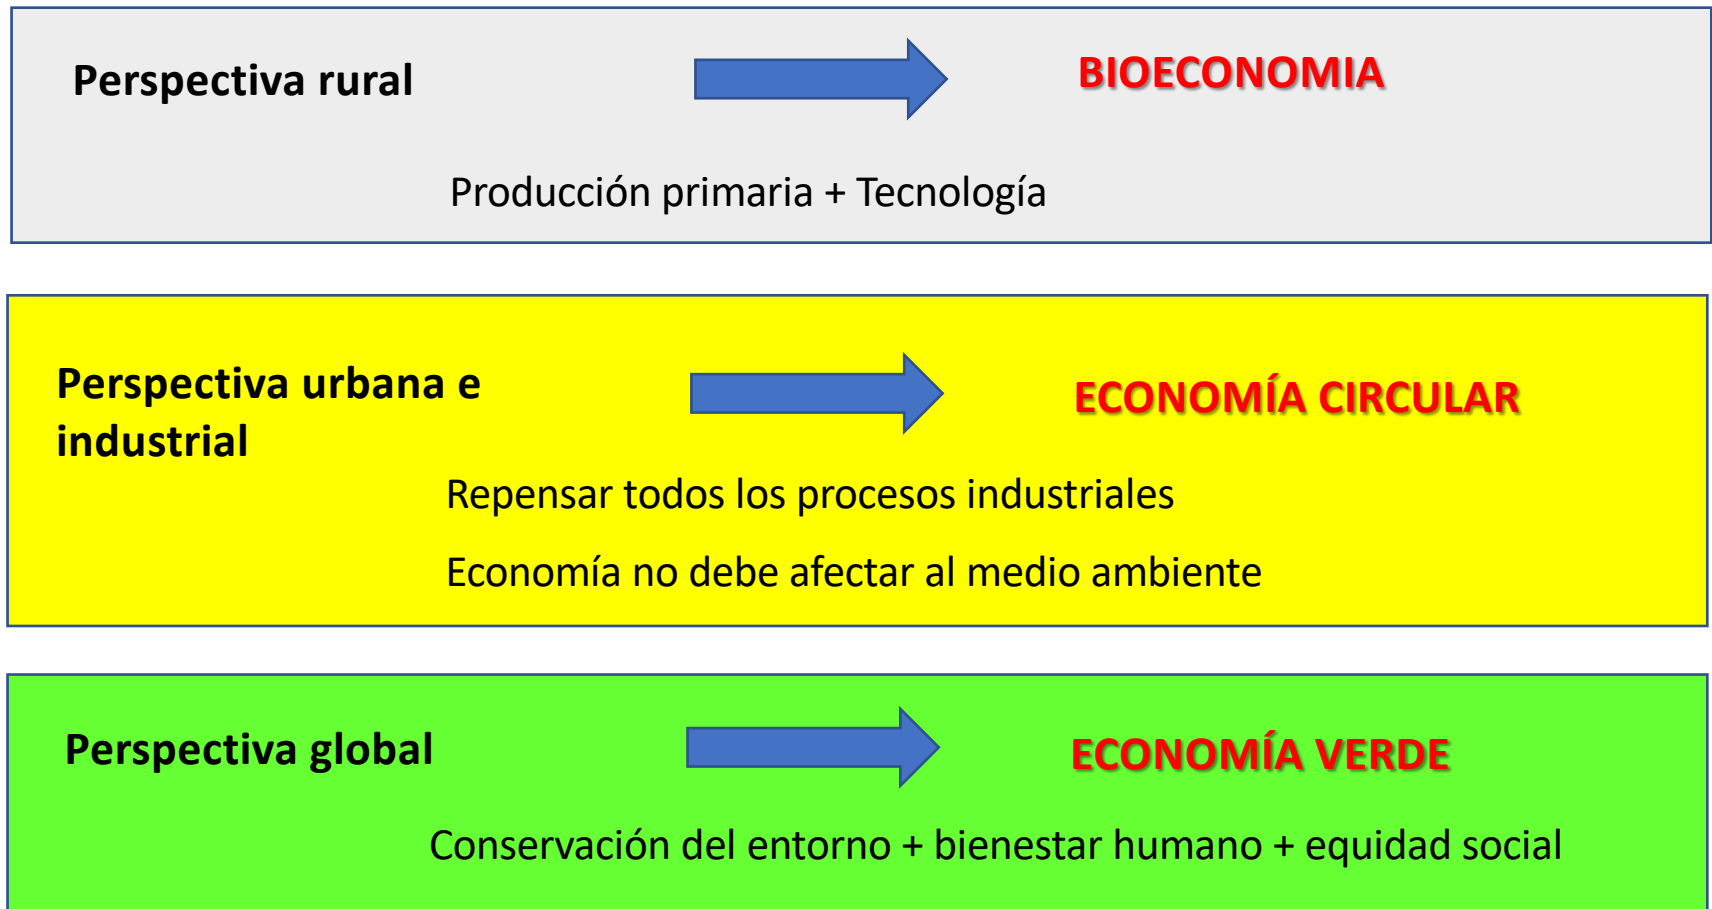 Perspectiva rural
BIOECONOMIA
Producción primaria + Tecnología
Perspectiva urbana e
industrial
ECONOMÍA CIRCULAR
Repensar todos los procesos industriales
Economía no debe afectar al medio ambiente
Perspectiva global
ECONOMÍA VERDE
Conservación del entorno + bienestar humano + equidad social